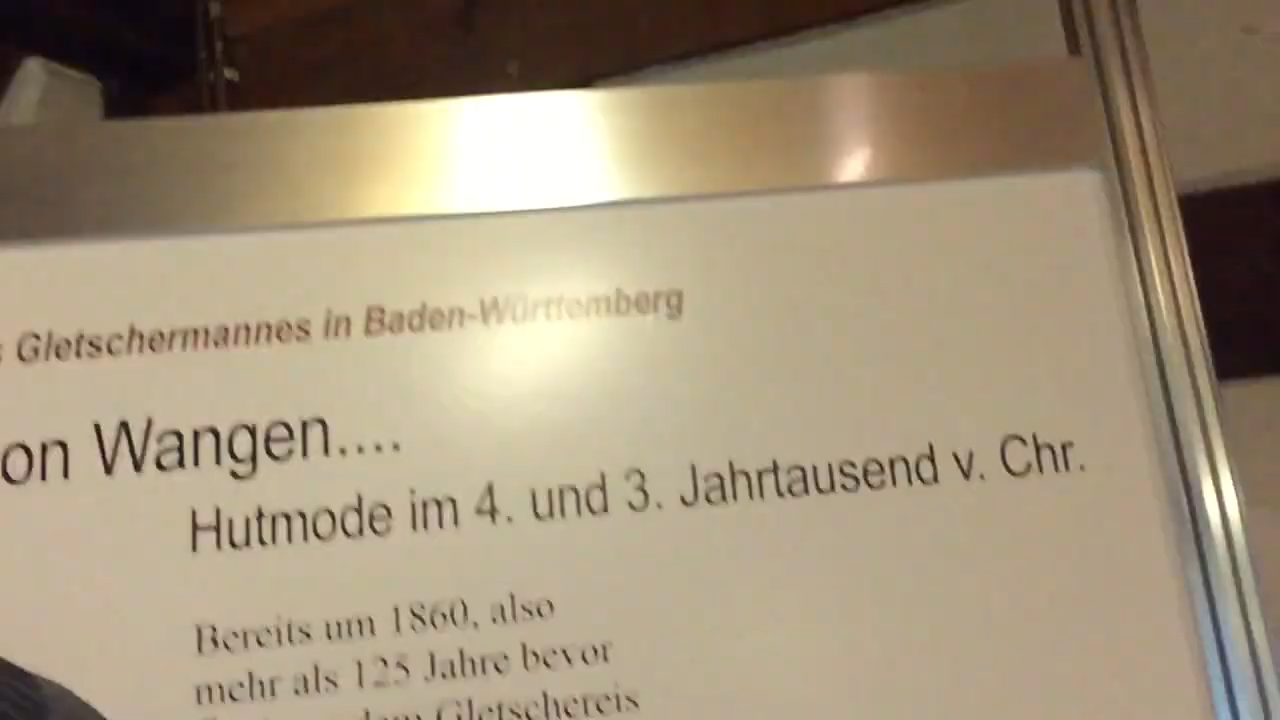 Gletschermannes in Baden-Württemberg
on Wangen....
Hutmode im 4. und 3. Jahrtausend v. Chr.
Bereits um 1860, also
mehr als 125 Jahre bevor
dem Gletschereis